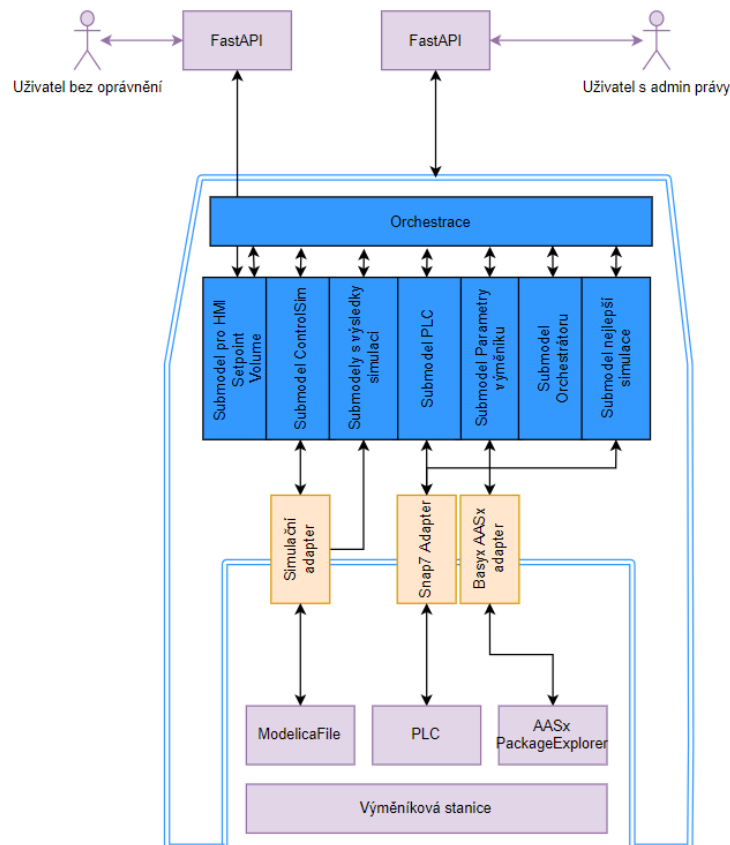 FastAPI
FastAPI
Uživatel bez oprávnění
Uživatel s admin právy
Orchestrace
Submodel pro HMI
Setpoint
Volume
Submodel ControlSim
Submodely s výsledky
simulací
Submodel PLC
Submodel Parametry
výměníku
Submodel
Orchestrátoru
Submodel nejlepší
simulace
Simulační
adapter
Snap7 Adapter
Basyx AASx
adapter
ModelicaFile
PLC
AASx
PackageExplorer
Výměníková stanice